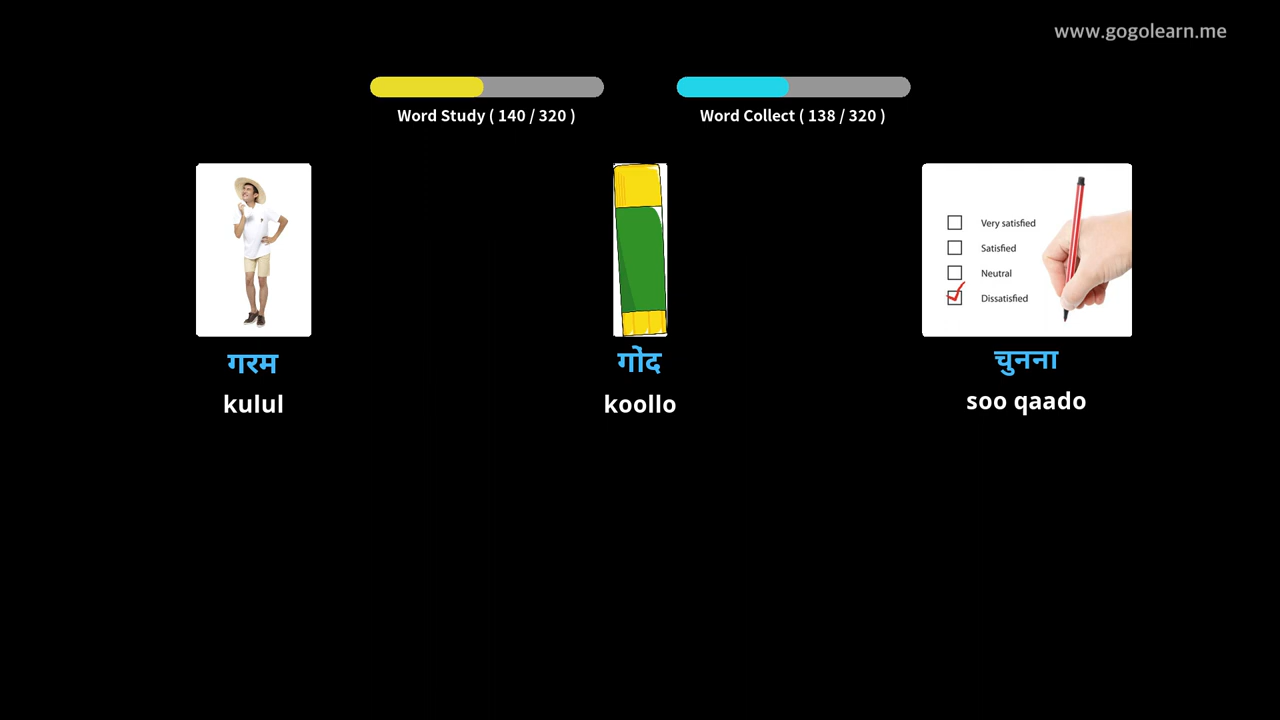 www.gogolearn.me
Word Study ( 140 / 320 )
Word Collect ( 138 / 320 )
Very satisfied
Satisfied
Neutral
Dissatisfied
गरम
गोंद
चुनना
kulul
koollo
soo qaado